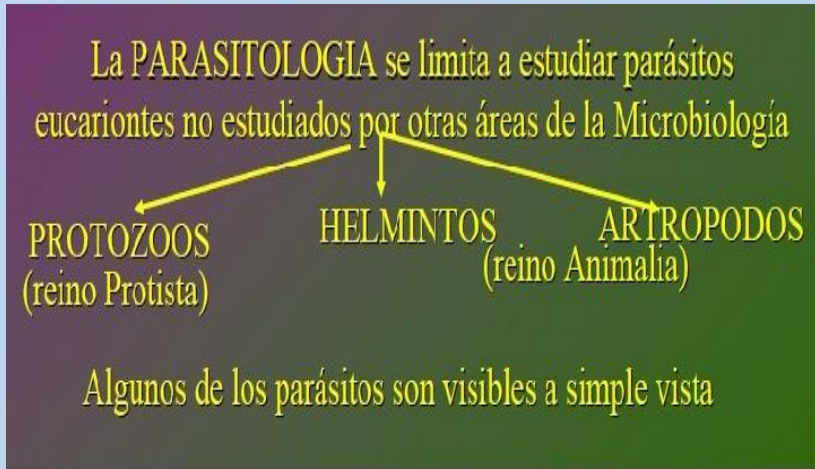 La PARASITOLOGIA se limita a estudiar parásitos
eucariontes no estudiados por otras áreas de la Microbiología
PROTOZOOS
(reino Protista)
HELMINTOS
ARTROPODOS
(reino Animalia)
Algunos de los parásitos son visibles a simple vista